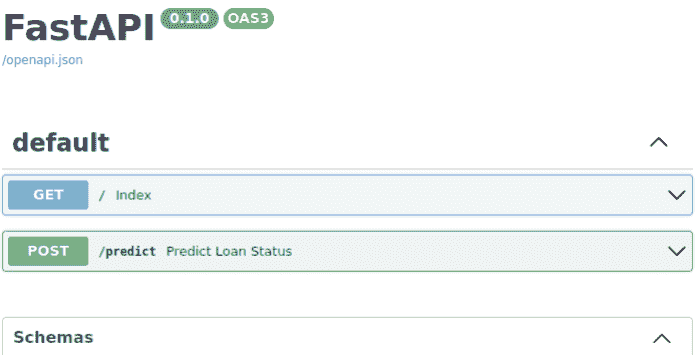 FastAPI 0.1.0 OAS3
/openapi.json
default
GET / Index
POST /predict Predict Loan Status
Schemas